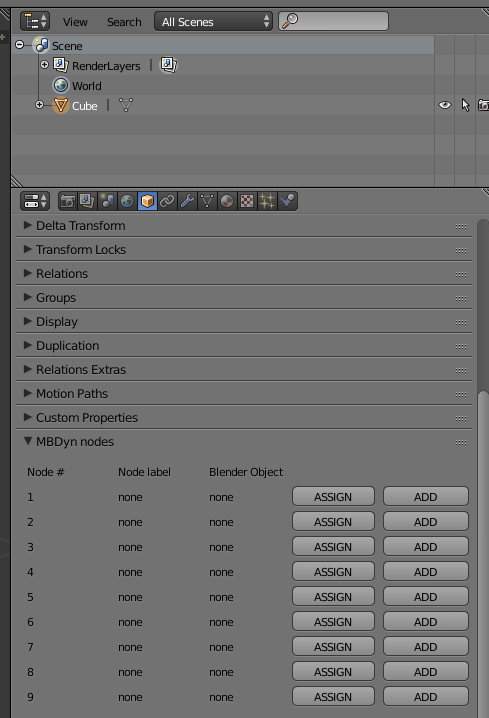 View Search All Scenes
Scene
RenderLayers |
World
Cube |
Delta Transform
Transform Locks
Relations
Groups
Display
Duplication
Relations Extras
Motion Paths
Custom Properties
MBDyn nodes
Node # Node label Blender Object
1 none none ASSIGN ADD
2 none none ASSIGN ADD
3 none none ASSIGN ADD
4 none none ASSIGN ADD
5 none none ASSIGN ADD
6 none none ASSIGN ADD
7 none none ASSIGN ADD
8 none none ASSIGN ADD
9 none none ASSIGN ADD